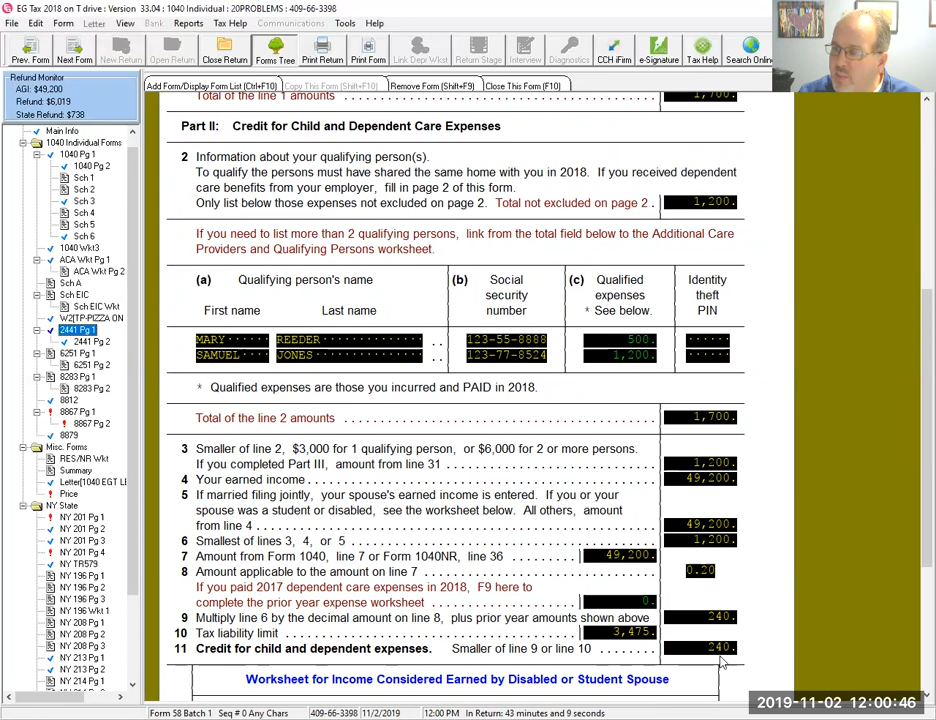 EG Tax 2018 on T drive : Version : 33.04 : 1040 Individual : 20PROBLEMS : 409-66-3398
File Edit Form View Letter Bank Reports Tax Help Communications Tools Help
Prev. Form Next Form New Return Open Return Close Return Forms Tree Print Return Print Form Link Depr Wkst Return Status Interview Diagnostics CCH iFirm e-Signature Tax Help Search Online
Refund Monitor
AGI: $49,200
Refund: $6,019
State Refund: $738
Add Form/Display Form List (Ctrl+F10) Copy This Form (Shift+F10) Remove Form (Shift+F9) Close This Form (F10)
Main Info
1040 Individual Forms
1040 Pg 1
1040 Pg 2
Sch 1
Sch 2
Sch 3
Sch 4
Sch 5
Sch 6
1040 Wkt3
ACA Wkt Pg 1
ACA Wkt Pg 2
Sch A
Sch EIC
Sch EIC Wkt
W2[TP-PIZZA ON
2441 Pg 1
2441 Pg 2
6251 Pg 1
6251 Pg 2
8283 Pg 1
8283 Pg 2
8812
8867 Pg 1
8867 Pg 2
8879
Misc. Forms
RES/NR Wkt
Summary
Letter[1040 EGT L
Price
NY State
NY 201 Pg 1
NY 201 Pg 2
NY 201 Pg 3
NY 201 Pg 4
NY TR579
NY 196 Pg 1
NY 196 Pg 2
NY 196 Pg 3
NY 196 Wkt 1
NY 208 Pg 1
NY 208 Pg 2
NY 208 Pg 3
NY 213 Pg 1
NY 213 Pg 2
Total of the line 1 amounts 1,700.
Part II: Credit for Child and Dependent Care Expenses
2 Information about your qualifying person(s).
To qualify the persons must have shared the same home with you in 2018. If you received dependent
care benefits from your employer, fill in page 2 of this form.
Only list below those expenses not excluded on page 2. Total not excluded on page 2 . 1,200.
If you need to list more than 2 qualifying persons, link from the total field below to the Additional Care
Providers and Qualifying Persons worksheet.
(a) Qualifying person's name (b) Social (c) Qualified Identity
security expenses theft
First name Last name number * See below. PIN
MARY REEDER 123-55-8888 500.
SAMUEL JONES 123-77-8524 1,200.
* Qualified expenses are those you incurred and PAID in 2018.
Total of the line 2 amounts 1,700.
3 Smaller of line 2, $3,000 for 1 qualifying person, or $6,000 for 2 or more persons.
If you completed Part III, amount from line 31 1,200.
4 Your earned income 49,200.
5 If married filing jointly, your spouse's earned income is entered. If you or your
spouse was a student or disabled, see the worksheet below. All others, amount
from line 4 49,200.
6 Smallest of lines 3, 4, or 5 1,200.
7 Amount from Form 1040, line 7 or Form 1040NR, line 36 49,200.
8 Amount applicable to the amount on line 7 0.20
If you paid 2017 dependent care expenses in 2018, F9 here to
complete the prior year expense worksheet 0.
9 Multiply line 6 by the decimal amount on line 8, plus prior year amounts shown above 240.
10 Tax liability limit 3,475.
11 Credit for child and dependent expenses. Smaller of line 9 or line 10 240.
Worksheet for Income Considered Earned by Disabled or Student Spouse
2019-11-02 12:00:46
Form 58 Batch 1 Seq # 0 Any Chars 409-66-3398 11/2/2019 12:00 PM In Return: 43 minutes and 9 seconds